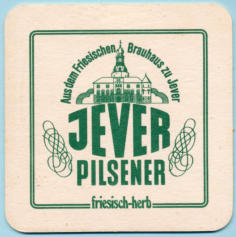 Aus dem Friesischen Brauhaus zu Jever
JEVER
PILSENER
friesisch-herb